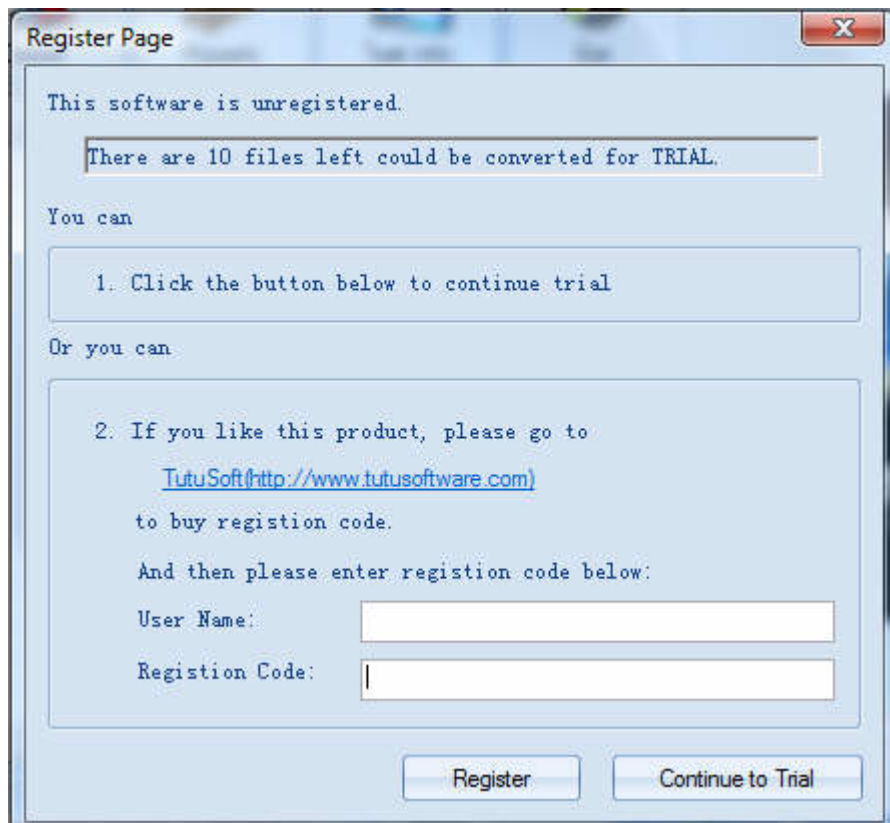 Register Page
This software is unregistered.
There are 10 files left could be converted for TRIAL.
You can
1. Click the button below to continue trial
Or you can
2. If you like this product, please go to
TutuSoft(http://www.tutusoftware.com)
to buy registion code.
And then please enter registion code below:
User Name:
Registion Code:
Register
Continue to Trial